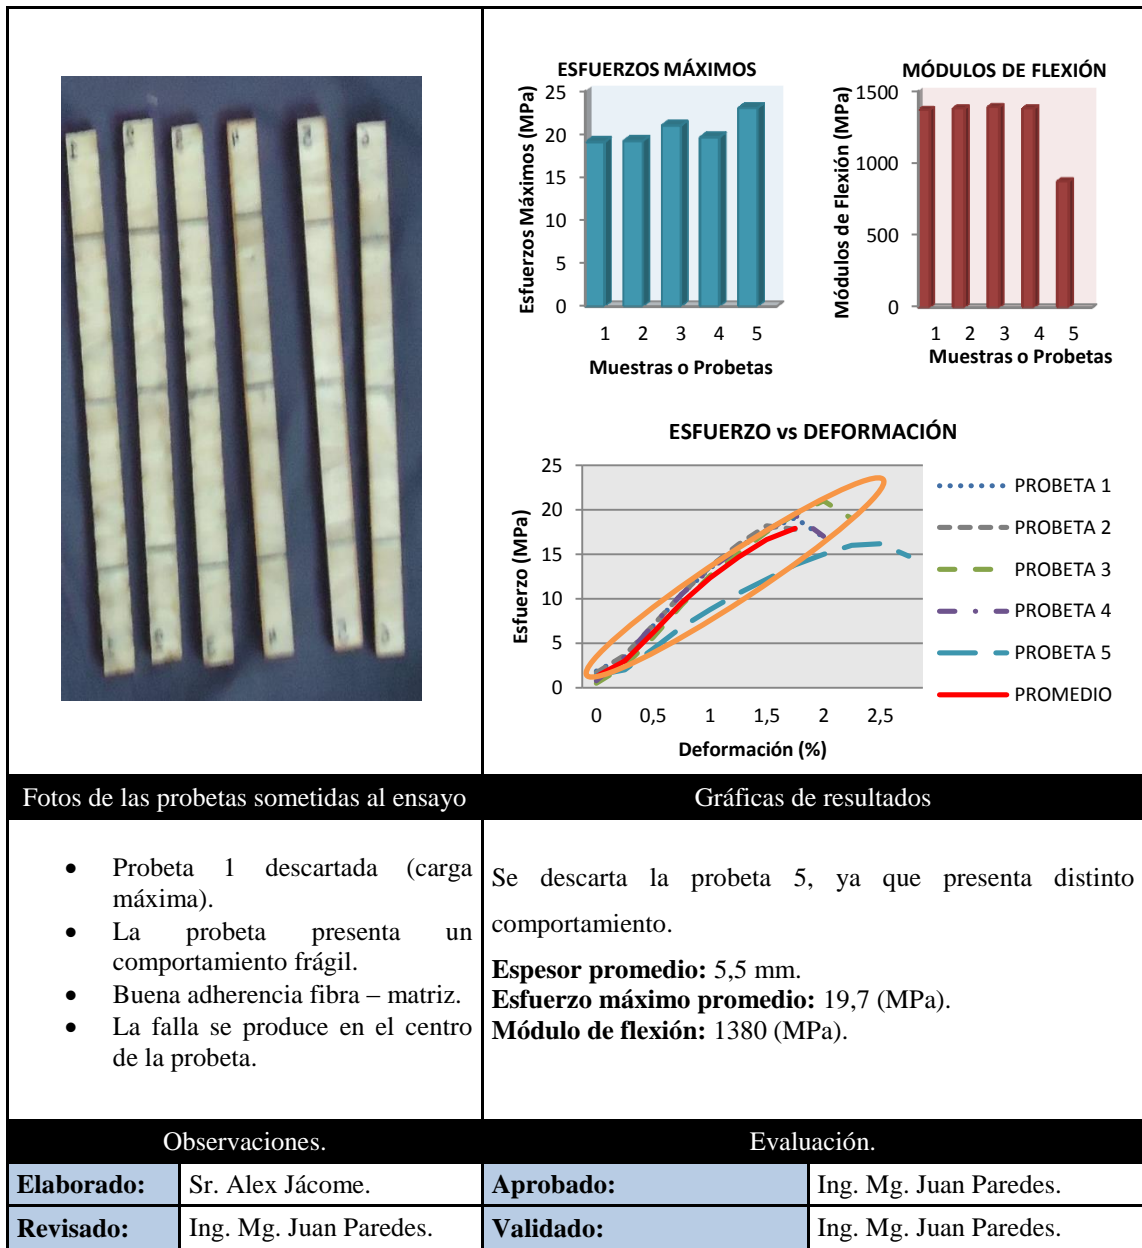 ESFUERZOS MÁXIMOS
Esfuerzos Máximos (MPa)
25
20
15
10
5
0
1 2 3 4 5
Muestras o Probetas
MÓDULOS DE FLEXIÓN
Módulos de Flexión (MPa)
1500
1000
500
0
1 2 3 4 5
Muestras o Probetas
ESFUERZO vs DEFORMACIÓN
Esfuerzo (MPa)
25
20
15
10
5
0
0 0,5 1 1,5 2 2,5
Deformación (%)
PROBETA 1
PROBETA 2
PROBETA 3
PROBETA 4
PROBETA 5
PROMEDIO
Fotos de las probetas sometidas al ensayo
Gráficas de resultados
• Probeta 1 descartada (carga
máxima).
• La probeta presenta un
comportamiento frágil.
• Buena adherencia fibra – matriz.
• La falla se produce en el centro
de la probeta.
Se descarta la probeta 5, ya que presenta distinto
comportamiento.
Espesor promedio: 5,5 mm.
Esfuerzo máximo promedio: 19,7 (MPa).
Módulo de flexión: 1380 (MPa).
Observaciones.
Evaluación.
Elaborado: Sr. Alex Jácome. Aprobado: Ing. Mg. Juan Paredes.
Revisado: Ing. Mg. Juan Paredes. Validado: Ing. Mg. Juan Paredes.